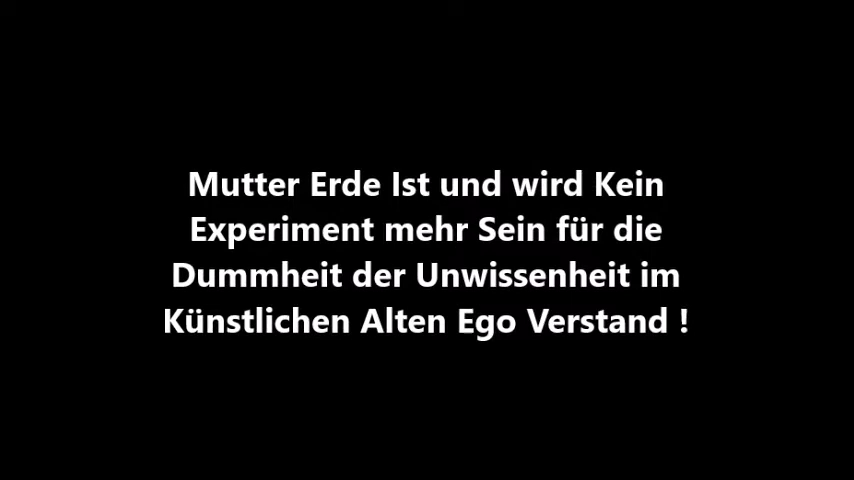 Mutter Erde Ist und wird Kein
Experiment mehr Sein für die
Dummheit der Unwissenheit im
Künstlichen Alten Ego Verstand !